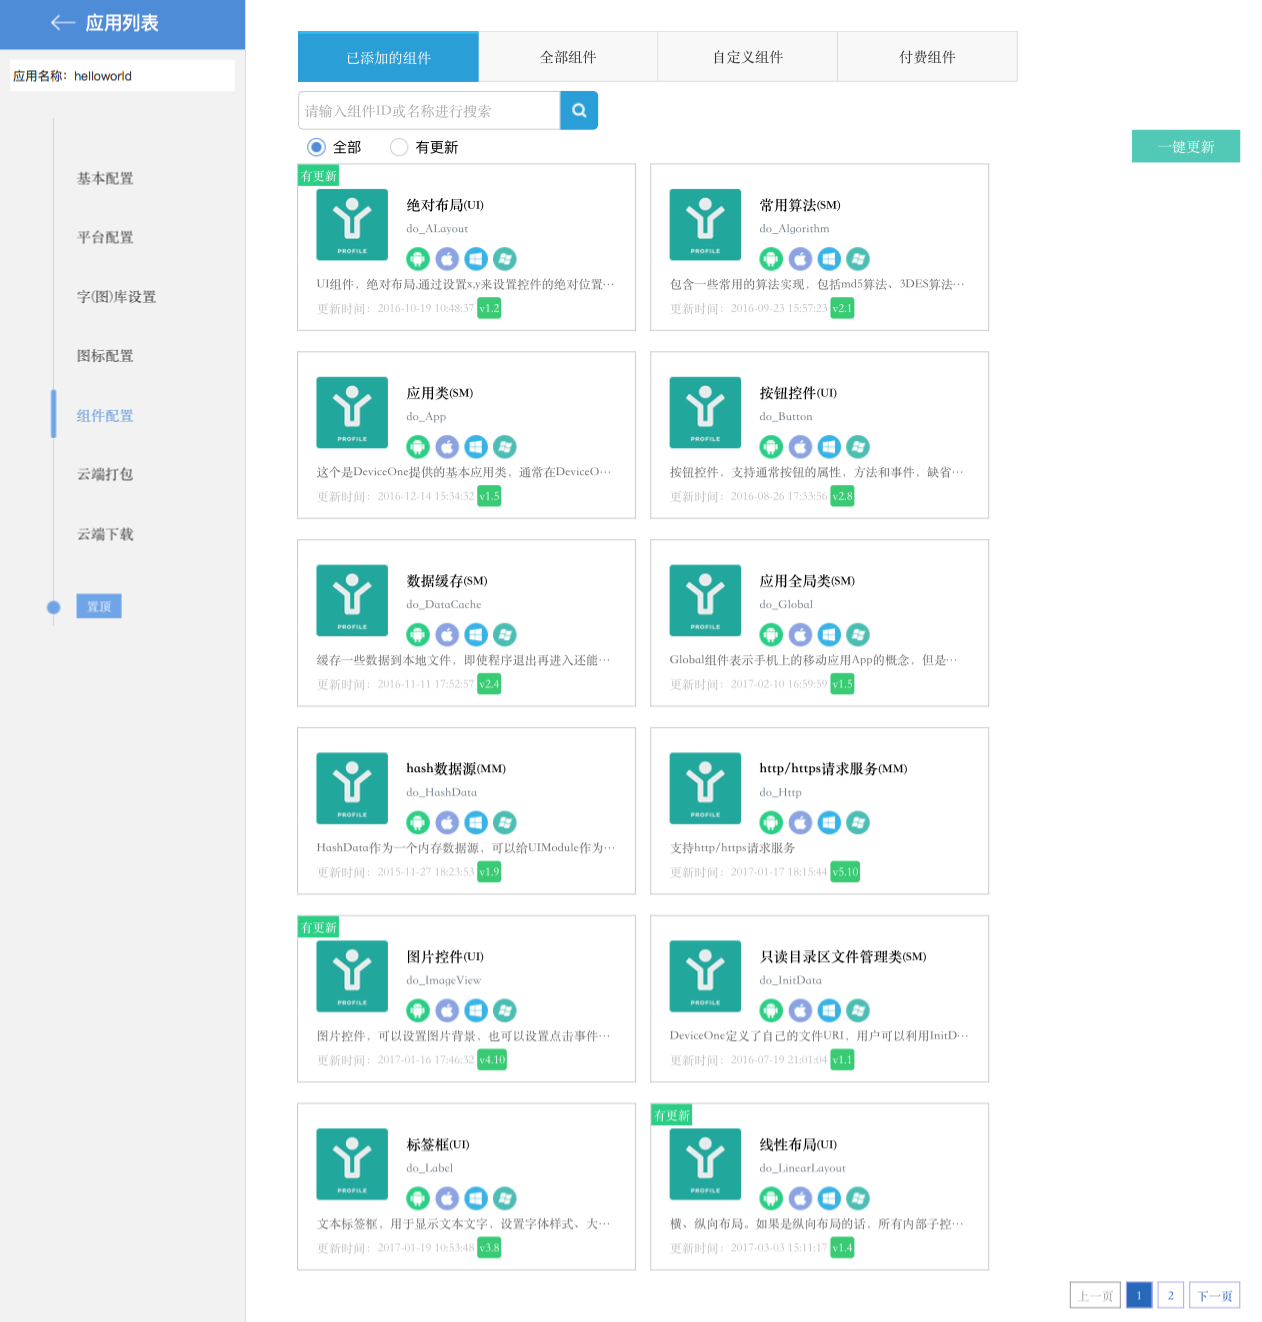 应用列表
应用名称：helloworld
基本配置
平台配置
字(图)库设置
图标配置
组件配置
云端打包
云端下载
置顶
已添加的组件 全部组件 自定义组件 付费组件
请输入组件ID或名称进行搜索
全部 有更新
一键更新
有更新
PROFILE
绝对布局(UI)
do_ALayout
UI组件，绝对布局,通过设置x,y来设置控件的绝对位置···
更新时间：2016-10-19 10:48:37 v1.2
PROFILE
常用算法(SM)
do_Algorithm
包含一些常用的算法实现，包括md5算法、3DES算法···
更新时间：2016-09-23 15:57:23 v2.1
PROFILE
应用类(SM)
do_App
这个是DeviceOne提供的基本应用类，通常在DeviceO···
更新时间：2016-12-14 15:34:32 v1.5
PROFILE
按钮控件(UI)
do_Button
按钮控件，支持通常按钮的属性，方法和事件，缺省···
更新时间：2016-08-26 17:33:56 v2.8
PROFILE
数据缓存(SM)
do_DataCache
缓存一些数据到本地文件，即使程序退出再进入还能···
更新时间：2016-11-11 17:52:57 v2.4
PROFILE
应用全局类(SM)
do_Global
Global组件表示手机上的移动应用App的概念，但是···
更新时间：2017-02-10 16:59:59 v1.5
PROFILE
hash数据源(MM)
do_HashData
HashData作为一个内存数据源，可以给UIModule作为···
更新时间：2015-11-27 18:23:53 v1.9
PROFILE
http/https请求服务(MM)
do_Http
支持http/https请求服务
更新时间：2017-01-17 18:15:44 v5.10
有更新
PROFILE
图片控件(UI)
do_ImageView
图片控件，可以设置图片背景，也可以设置点击事件···
更新时间：2017-01-16 17:46:32 v4.10
PROFILE
只读目录区文件管理类(SM)
do_InitData
DeviceOne定义了自己的文件URI，用户可以利用InitD···
更新时间：2016-07-19 21:01:04 v1.1
PROFILE
标签框(UI)
do_Label
文本标签框，用于显示文本文字，设置字体样式、大···
更新时间：2017-01-19 10:53:48 v3.8
有更新
PROFILE
线性布局(UI)
do_LinearLayout
横、纵向布局。如果是纵向布局的话，所有内部子控···
更新时间：2017-03-03 15:11:17 v1.4
上一页 1 2 下一页